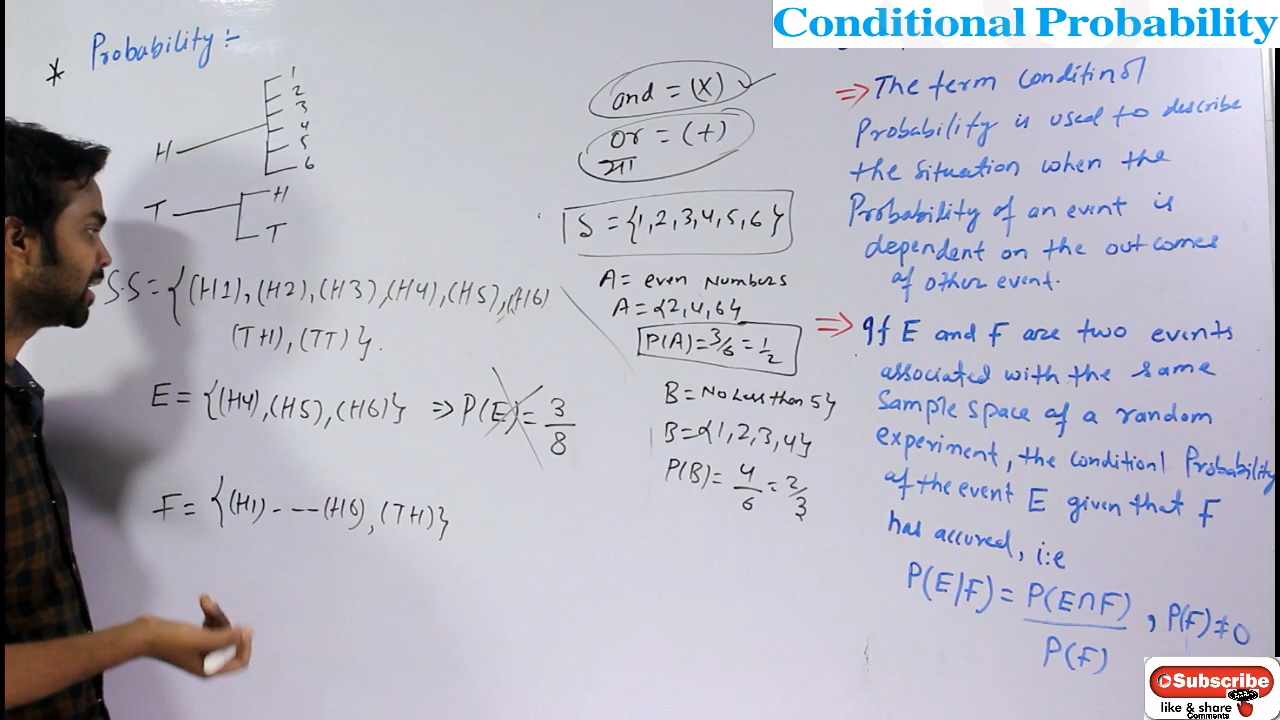 Conditional Probability
* Probability :-
1
2
3
4
5
6
H
T
H
T
S.S = {(H1), (H2), (H3), (H4), (H5), (H6)
(TH), (TT)}.
E = {(H4), (H5), (H6)} ⇒ P(E) = 3/8
F = {(H1) - -- (H6), (TH)}
and = (×) ✓
or = (+)
या
S = {1,2,3,4,5,6}
A = even Numbers
A = {2,4,6}
P(A) = 3/6 = 1/2
B = No Less than 5}
B = {1,2,3,4}
P(B) = 4/6 = 2/3
⇒ The term conditinol
Probability is used to describe
the situation when the
Probability of an event is
dependent on the outcomes
of other event.
⇒ If E and F are two events
associated with the same
Sample space of a random
experiment, the conditionl Probability
of the event E given that F
has accured, i:e
P(E|F) = P(E∩F)/P(F) , P(F) ≠ 0
Subscribe
like & share
Comments